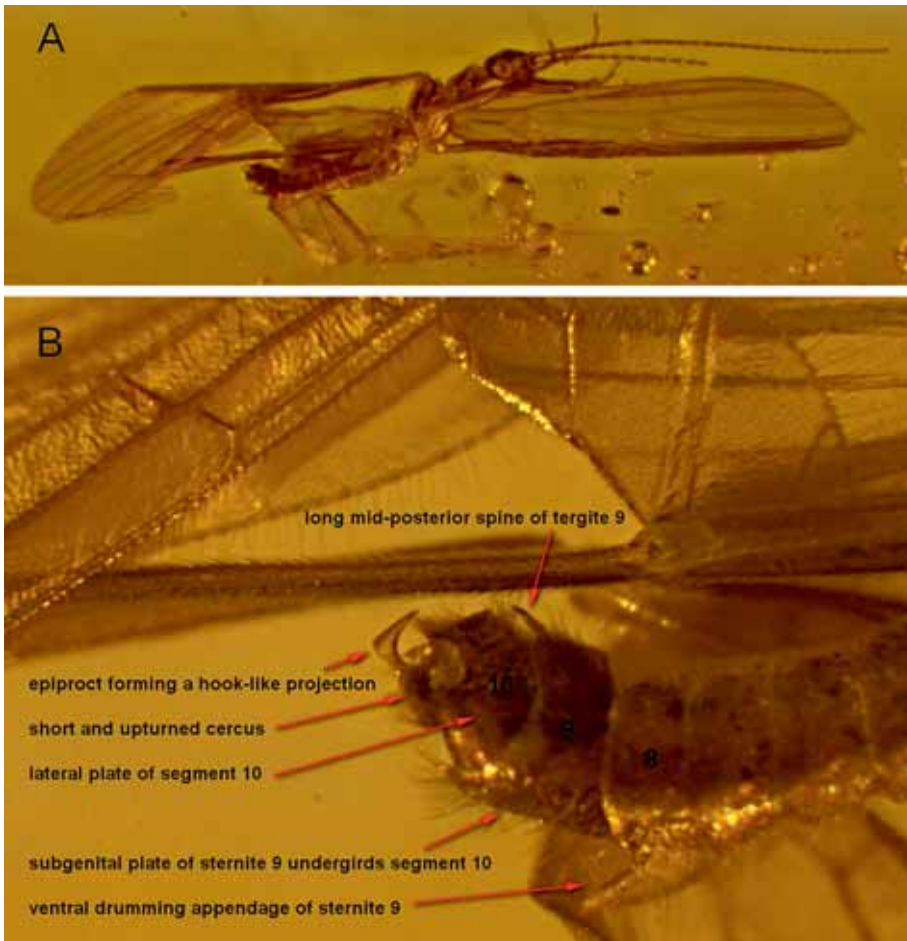 A
B
long mid-posterior spine of tergite 9
10
9
8
epiproct forming a hook-like projection
short and upturned cercus
lateral plate of segment 10
subgenital plate of sternite 9 undergirds segment 10
ventral drumming appendage of sternite 9